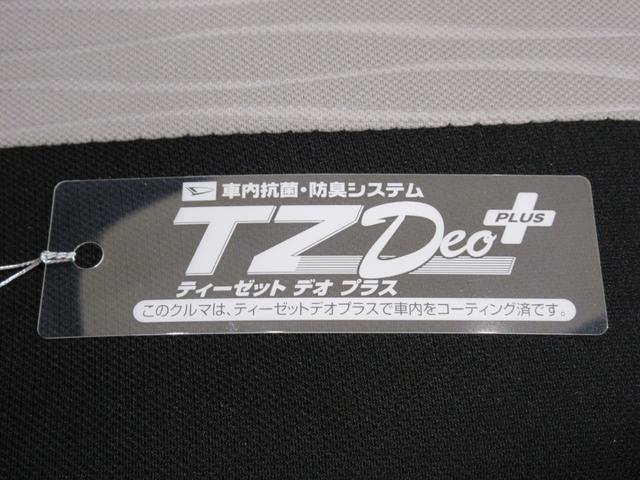 車内抗菌・防臭システム
TZ Deo PLUS
ティーゼット デオ プラス
このクルマは、ティーゼットデオプラスで車内をコーティング済です。